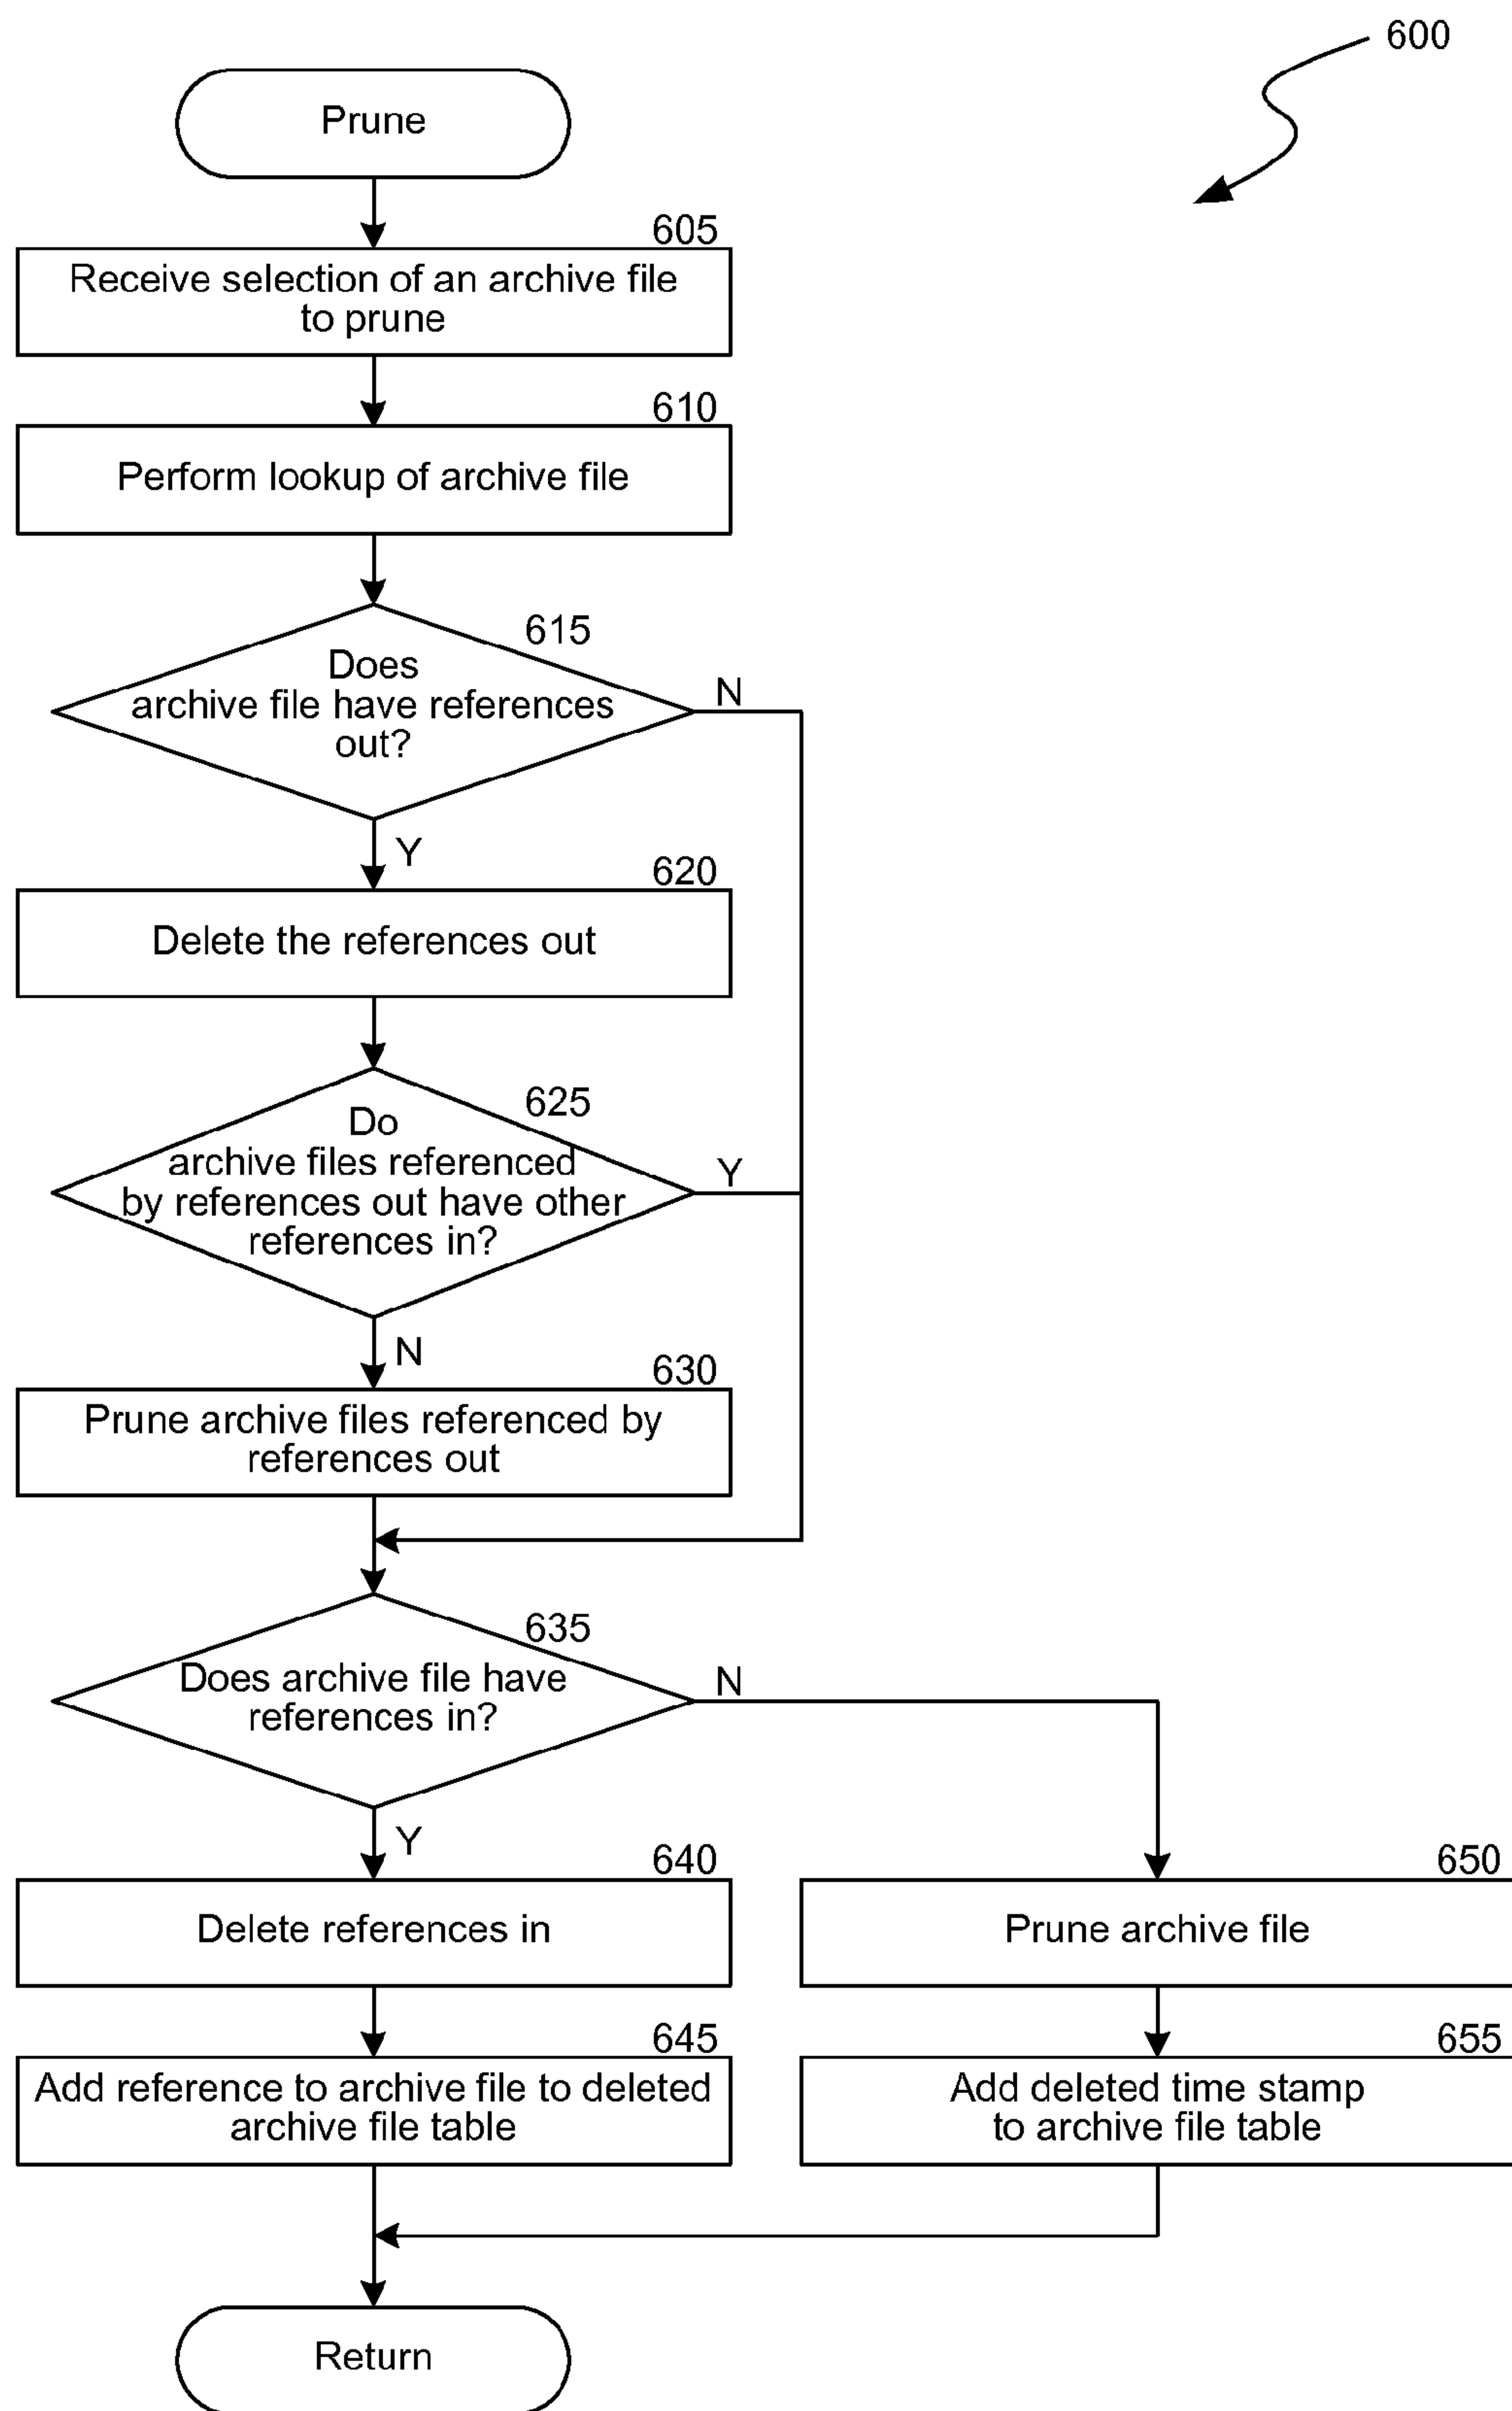 600
Prune
605
Receive selection of an archive file
to prune
610
Perform lookup of archive file
615
Does
archive file have references
out?
N
Y
620
Delete the references out
625
Do
archive files referenced
by references out have other
references in?
Y
N
630
Prune archive files referenced by
references out
635
Does archive file have
references in?
N
Y
640
Delete references in
650
Prune archive file
645
Add reference to archive file to deleted
archive file table
655
Add deleted time stamp
to archive file table
Return